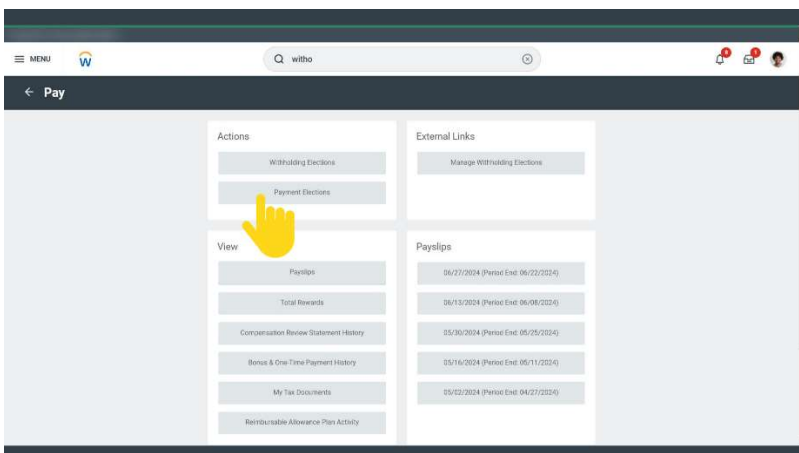 MENU
witho
8
1
Pay
Actions
Withholding Elections
Payment Elections
External Links
Manage Withholding Elections
View
Payslips
Total Rewards
Compensation Review Statement History
Bonus & One-Time Payment History
My Tax Documents
Reimbursable Allowance Plan Activity
Payslips
06/27/2024 (Period End: 06/22/2024)
06/13/2024 (Period End: 06/08/2024)
05/30/2024 (Period End: 05/25/2024)
05/16/2024 (Period End: 05/11/2024)
05/02/2024 (Period End: 04/27/2024)